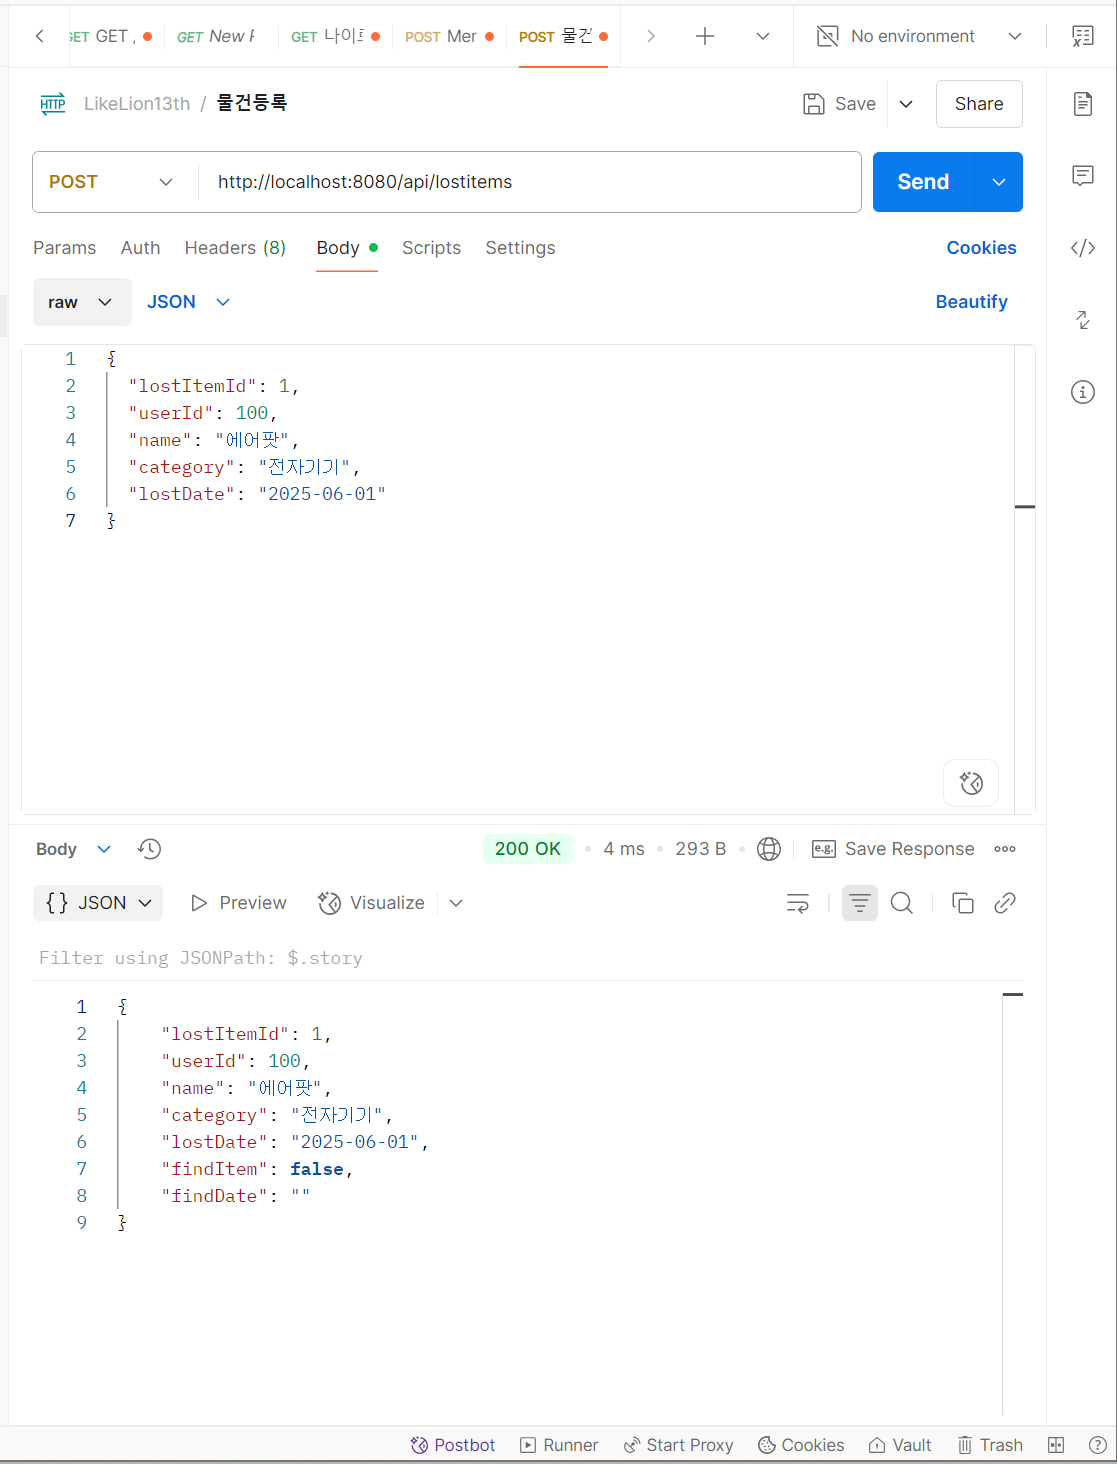 GET GET
GET New
GET 나이
POST Mer
POST 물건
No environment
HTTP LikeLion13th / 물건등록
Save
Share
POST
http://localhost:8080/api/lostitems
Send
Params Auth Headers (8) Body Scripts Settings
Cookies
raw JSON
Beautify
1 {
2 "lostItemId": 1,
3 "userId": 100,
4 "name": "에어팟",
5 "category": "전자기기",
6 "lostDate": "2025-06-01"
7 }
Body
200 OK • 4 ms • 293 B
e.g. Save Response
{} JSON
Preview
Visualize
Filter using JSONPath: $.story
1 {
2 "lostItemId": 1,
3 "userId": 100,
4 "name": "에어팟",
5 "category": "전자기기",
6 "lostDate": "2025-06-01",
7 "findItem": false,
8 "findDate": ""
9 }
Postbot Runner Start Proxy Cookies Vault Trash